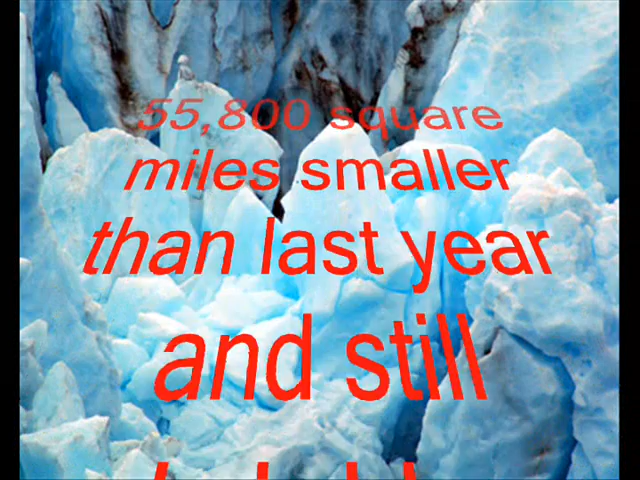 55,800 square
miles smaller
than last year
and still